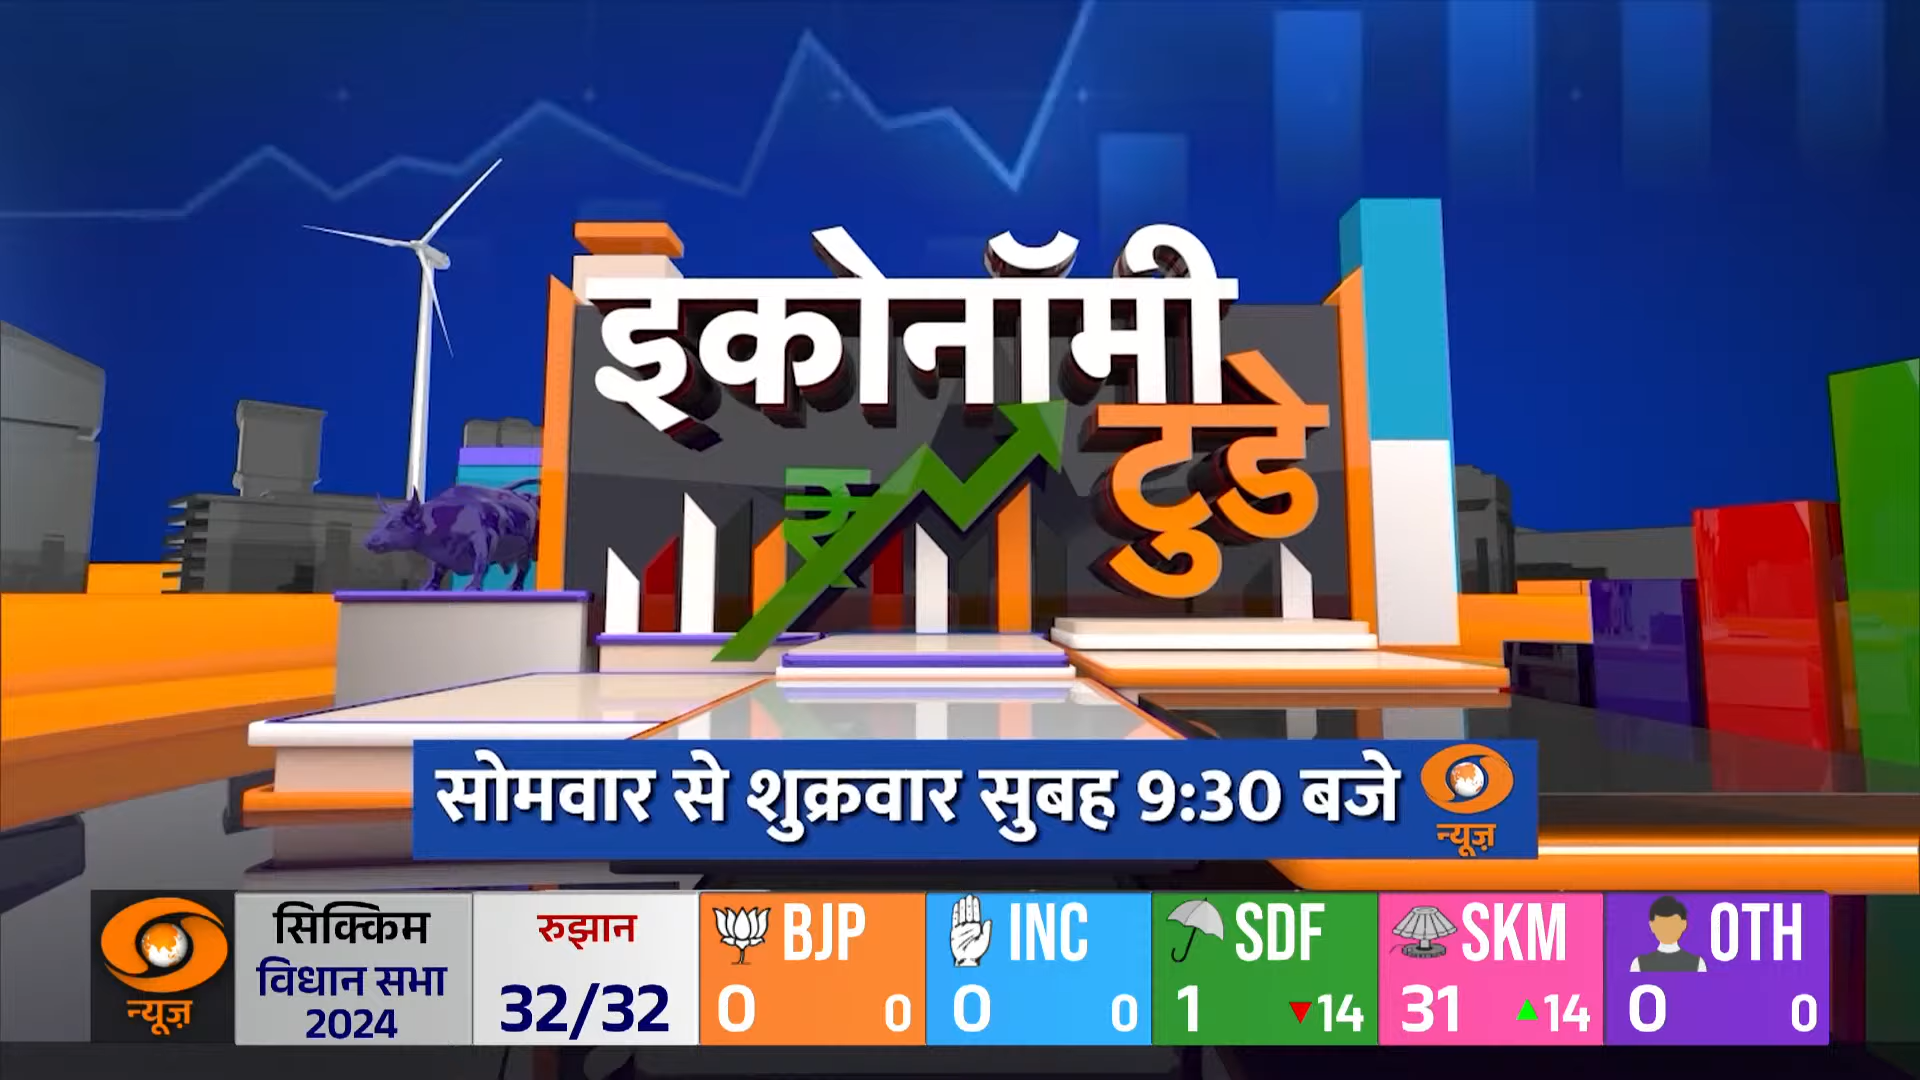 इकोनॉमी
टुडे
₹
सोमवार से शुक्रवार सुबह 9:30 बजे
न्यूज़
न्यूज़
सिक्किम
विधान सभा
2024
रुझान
32/32
BJP
0 0
INC
0 0
SDF
1 ▼14
SKM
31 ▲14
OTH
0 0